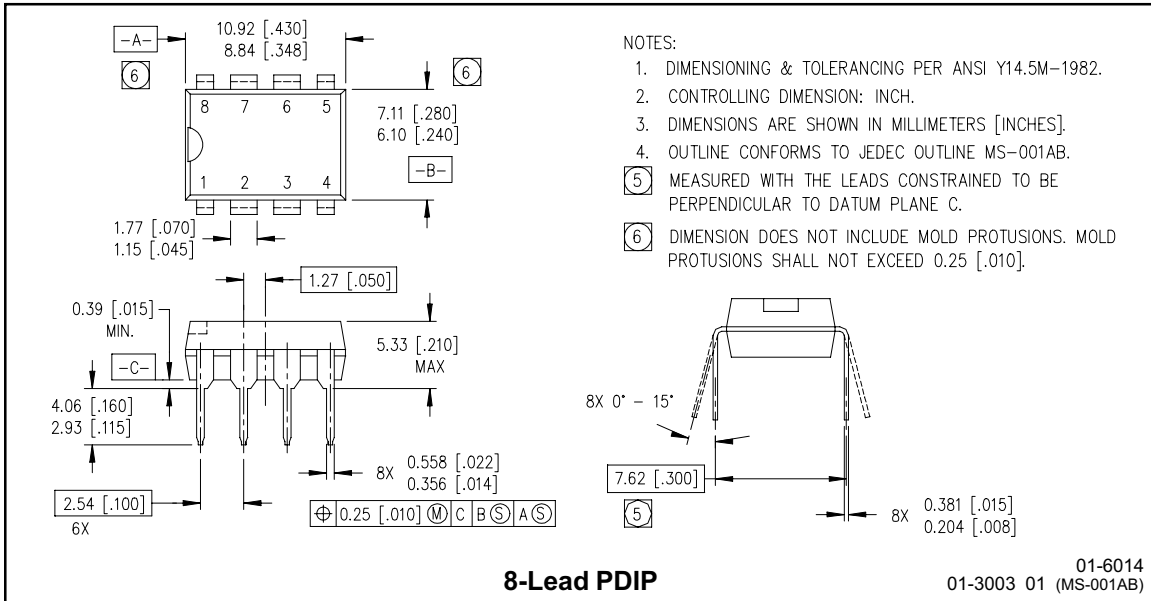 10.92 [.430]
8.84 [.348]
-A-
6
6
8 7 6 5
1 2 3 4
7.11 [.280]
6.10 [.240]
-B-
1.77 [.070]
1.15 [.045]
1.27 [.050]
0.39 [.015]
MIN.
5.33 [.210]
MAX
-C-
4.06 [.160]
2.93 [.115]
8X 0.558 [.022]
0.356 [.014]
2.54 [.100]
6X
⌖ 0.25 [.010] Ⓜ C B Ⓢ A Ⓢ
NOTES:
1. DIMENSIONING & TOLERANCING PER ANSI Y14.5M-1982.
2. CONTROLLING DIMENSION: INCH.
3. DIMENSIONS ARE SHOWN IN MILLIMETERS [INCHES].
4. OUTLINE CONFORMS TO JEDEC OUTLINE MS-001AB.
5 MEASURED WITH THE LEADS CONSTRAINED TO BE
PERPENDICULAR TO DATUM PLANE C.
6 DIMENSION DOES NOT INCLUDE MOLD PROTUSIONS. MOLD
PROTUSIONS SHALL NOT EXCEED 0.25 [.010].
8X 0° - 15°
7.62 [.300]
5
8X 0.381 [.015]
0.204 [.008]
8-Lead PDIP
01-6014
01-3003 01 (MS-001AB)